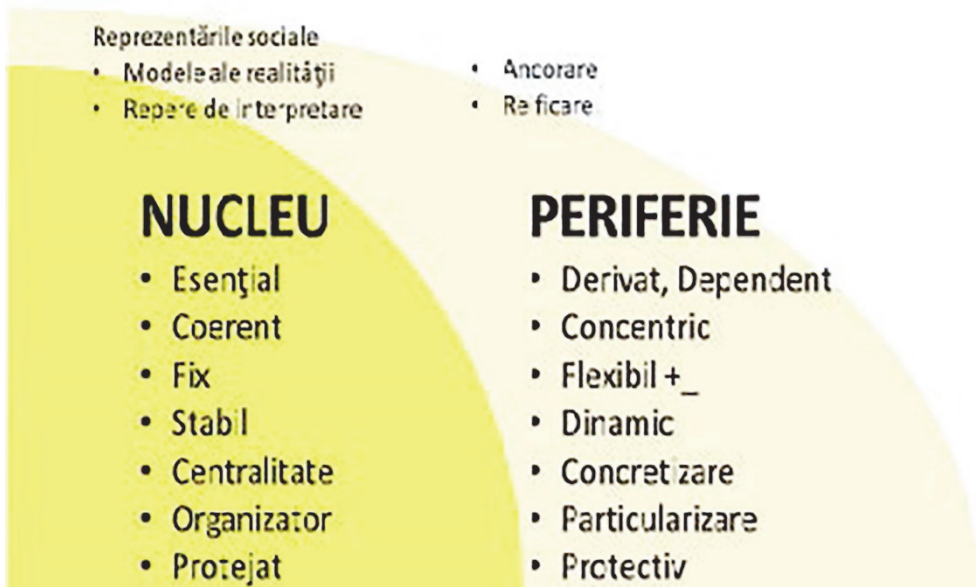 Reprezentările sociale
• Modele ale realităţii
• Repere de interpretare
• Ancorare
• Reificare
NUCLEU
• Esenţial
• Coerent
• Fix
• Stabil
• Centralitate
• Organizator
• Protejat
PERIFERIE
• Derivat, Dependent
• Concentric
• Flexibil +_
• Dinamic
• Concretizare
• Particularizare
• Protectiv